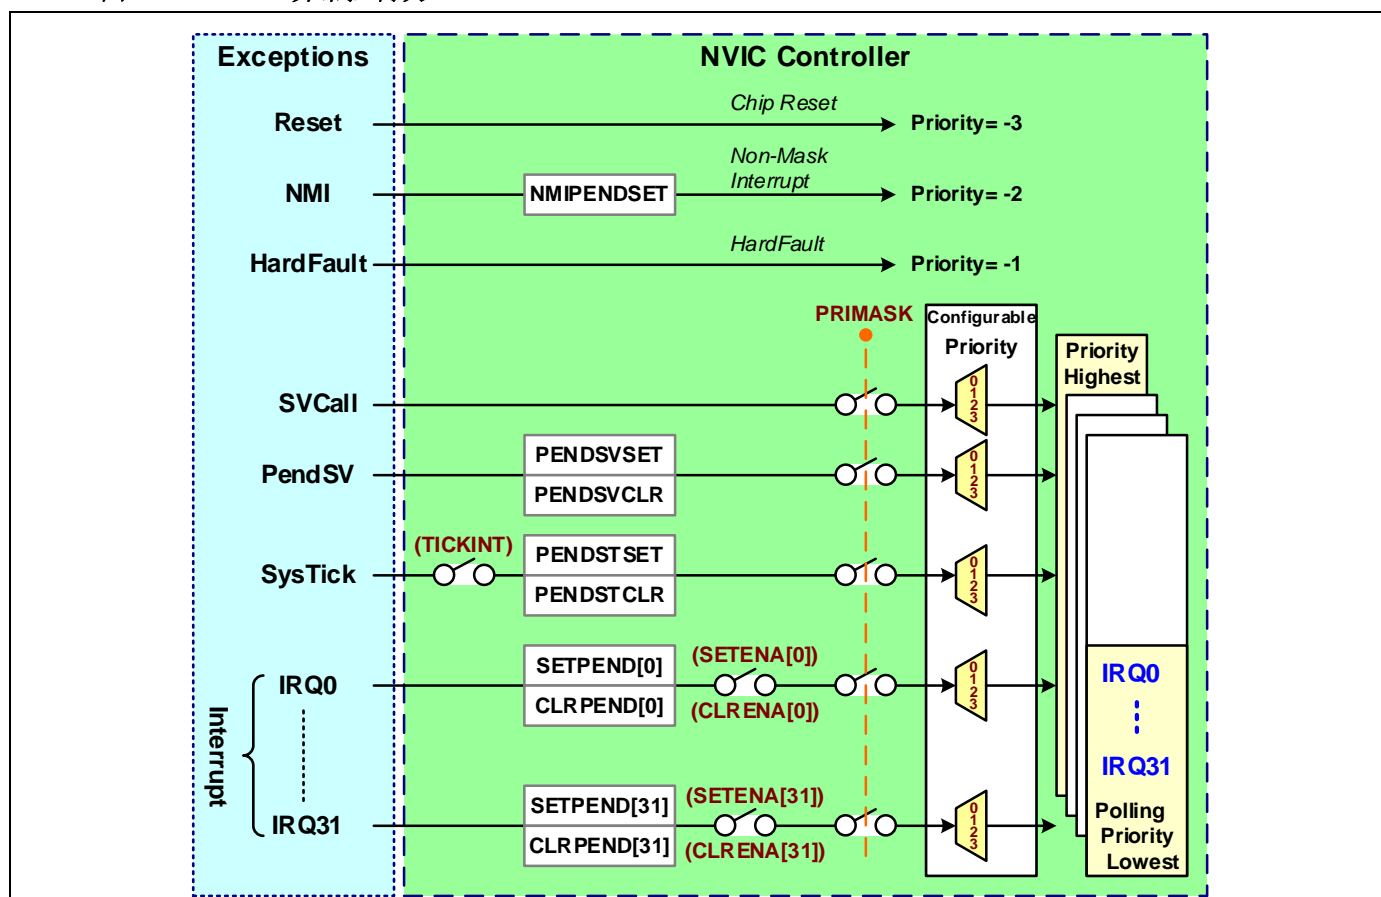 Exceptions
NVIC Controller
Reset
Chip Reset
Priority= -3
NMI
NMIPENDSET
Non-Mask
Interrupt
Priority= -2
HardFault
HardFault
Priority= -1
PRIMASK
Configurable
Priority
Priority
Highest
SVCall
0
1
2
3
PendSV
PENDSVSET
PENDSVCLR
0
1
2
3
SysTick
(TICKINT)
PENDSTSET
PENDSTCLR
0
1
2
3
Interrupt
IRQ0
SETPEND[0]
CLRPEND[0]
(SETENA[0])
(CLRENA[0])
0
1
2
3
IRQ31
SETPEND[31]
CLRPEND[31]
(SETENA[31])
(CLRENA[31])
0
1
2
3
IRQ0
IRQ31
Polling
Priority
Lowest